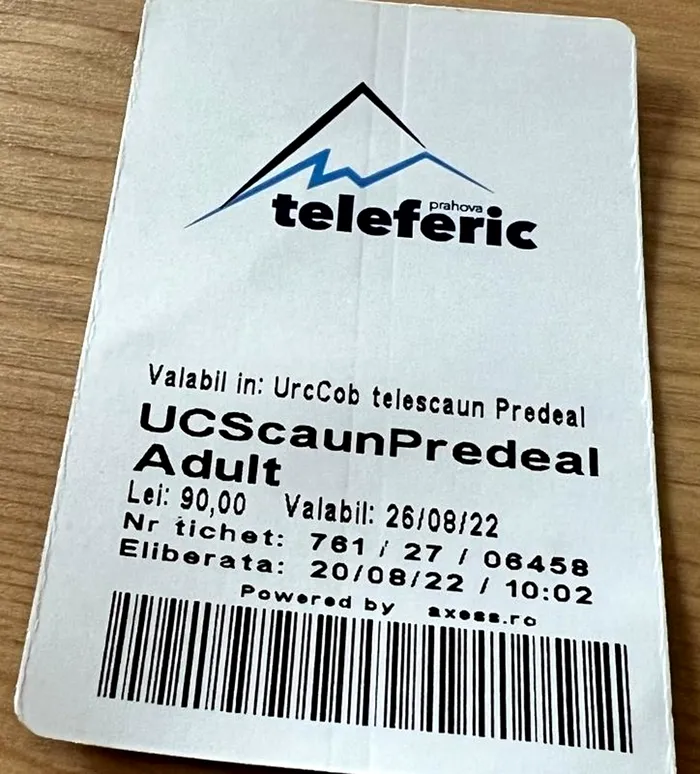 prahova
teleferic
Valabil in: UrcCob telescaun Predeal
UCScaunPredeal
Adult
Lei: 90,00 Valabil: 26/08/22
Nr tichet: 761 / 27 / 06458
Eliberata: 20/08/22 / 10:02
Powered by axess.ro